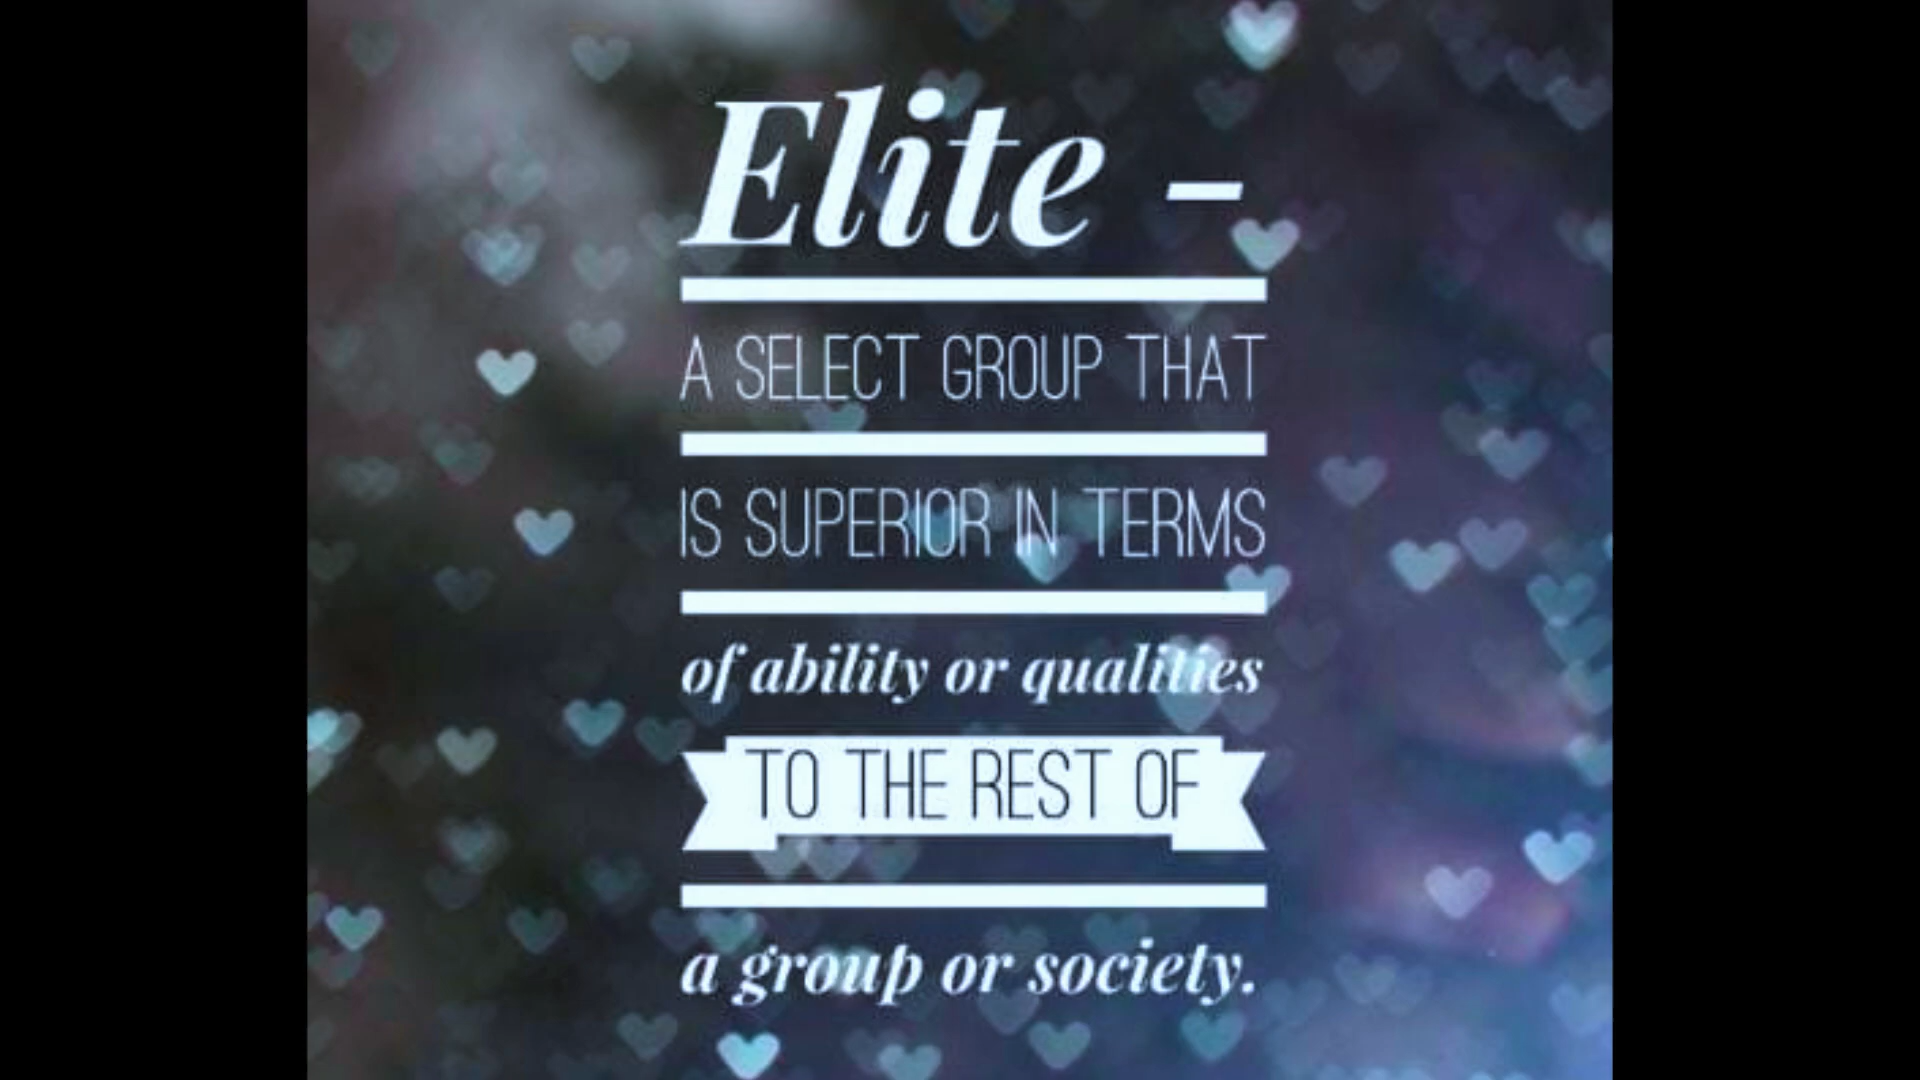 Elite -
A SELECT GROUP THAT
IS SUPERIOR IN TERMS
of ability or qualities
TO THE REST OF
a group or society.